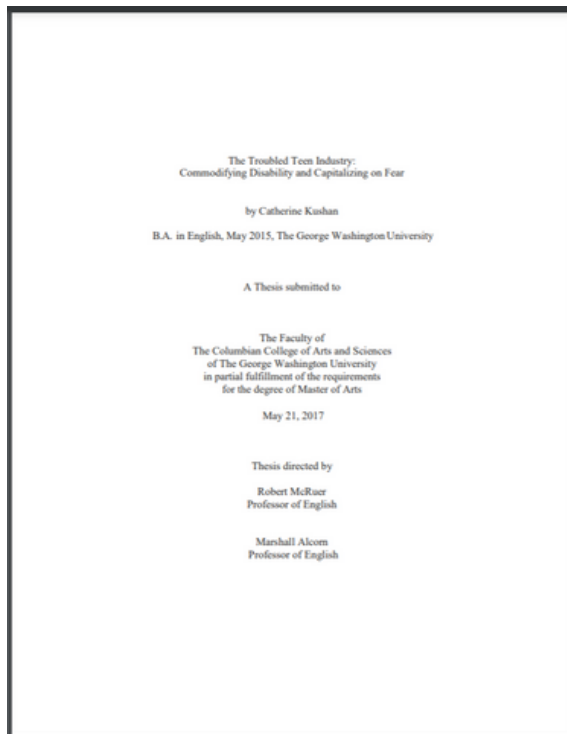 The Troubled Teen Industry:
Commodifying Disability and Capitalizing on Fear
by Catherine Kushan
B.A. in English, May 2015, The George Washington University
A Thesis submitted to
The Faculty of
The Columbian College of Arts and Sciences
of The George Washington University
in partial fulfillment of the requirements
for the degree of Master of Arts
May 21, 2017
Thesis directed by
Robert McRuer
Professor of English
Marshall Alcorn
Professor of English